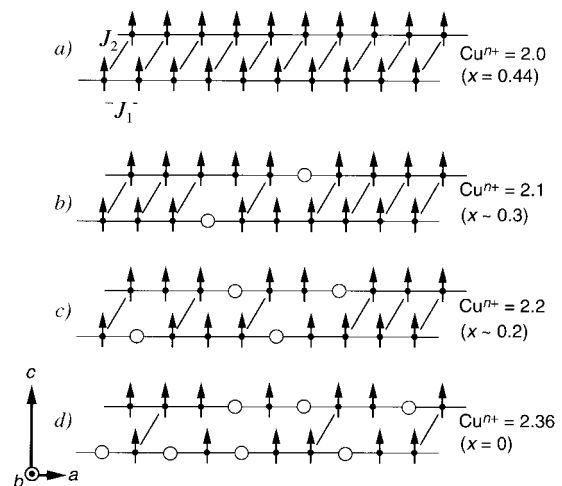 a)
J2
J1
Cuⁿ⁺ = 2.0
(x = 0.44)
b)
Cuⁿ⁺ = 2.1
(x ~ 0.3)
c)
Cuⁿ⁺ = 2.2
(x ~ 0.2)
d)
Cuⁿ⁺ = 2.36
(x = 0)
c
b
a